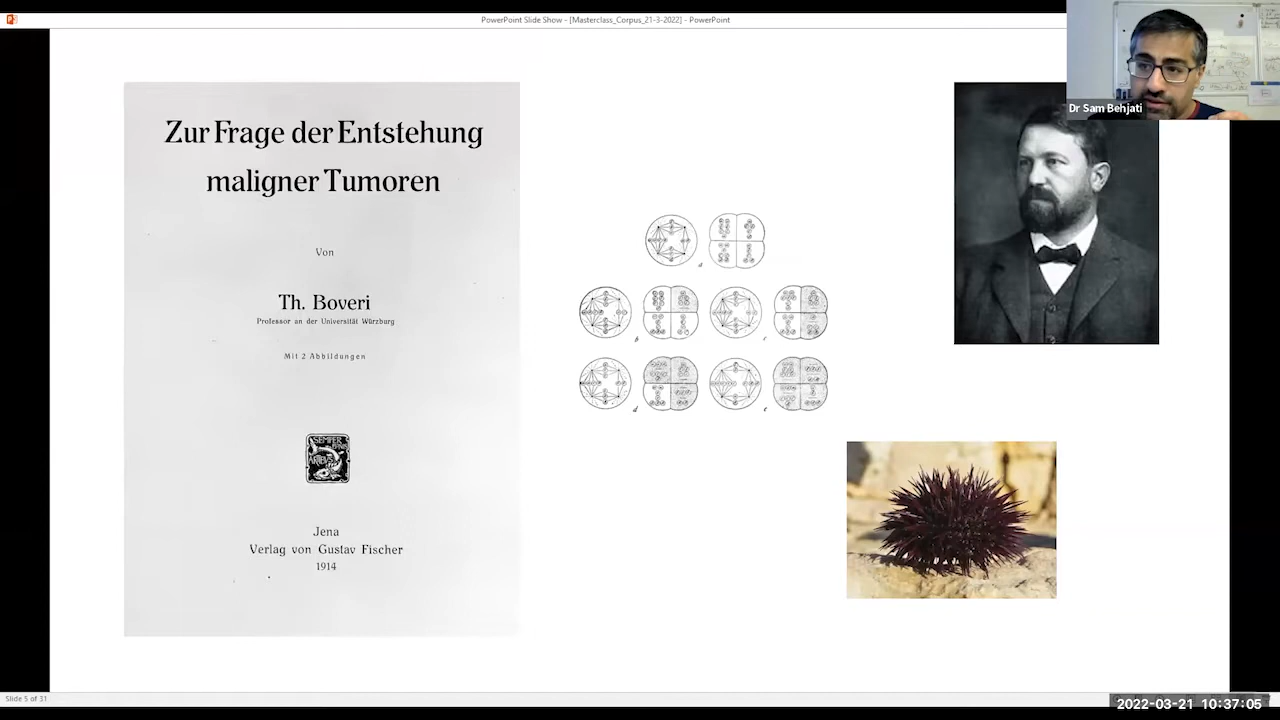 PowerPoint Slide Show - [Masterclass_Corpus_21-3-2022] - PowerPoint
Dr Sam Behjati
Zur Frage der Entstehung
maligner Tumoren
Von
Th. Boveri
Professor an der Universität Würzburg
Mit 2 Abbildungen
SEMPER
ARTIBVS
Jena
Verlag von Gustav Fischer
1914
a
b
c
d
e
Slide 5 of 31
2022-03-21 10:37:05